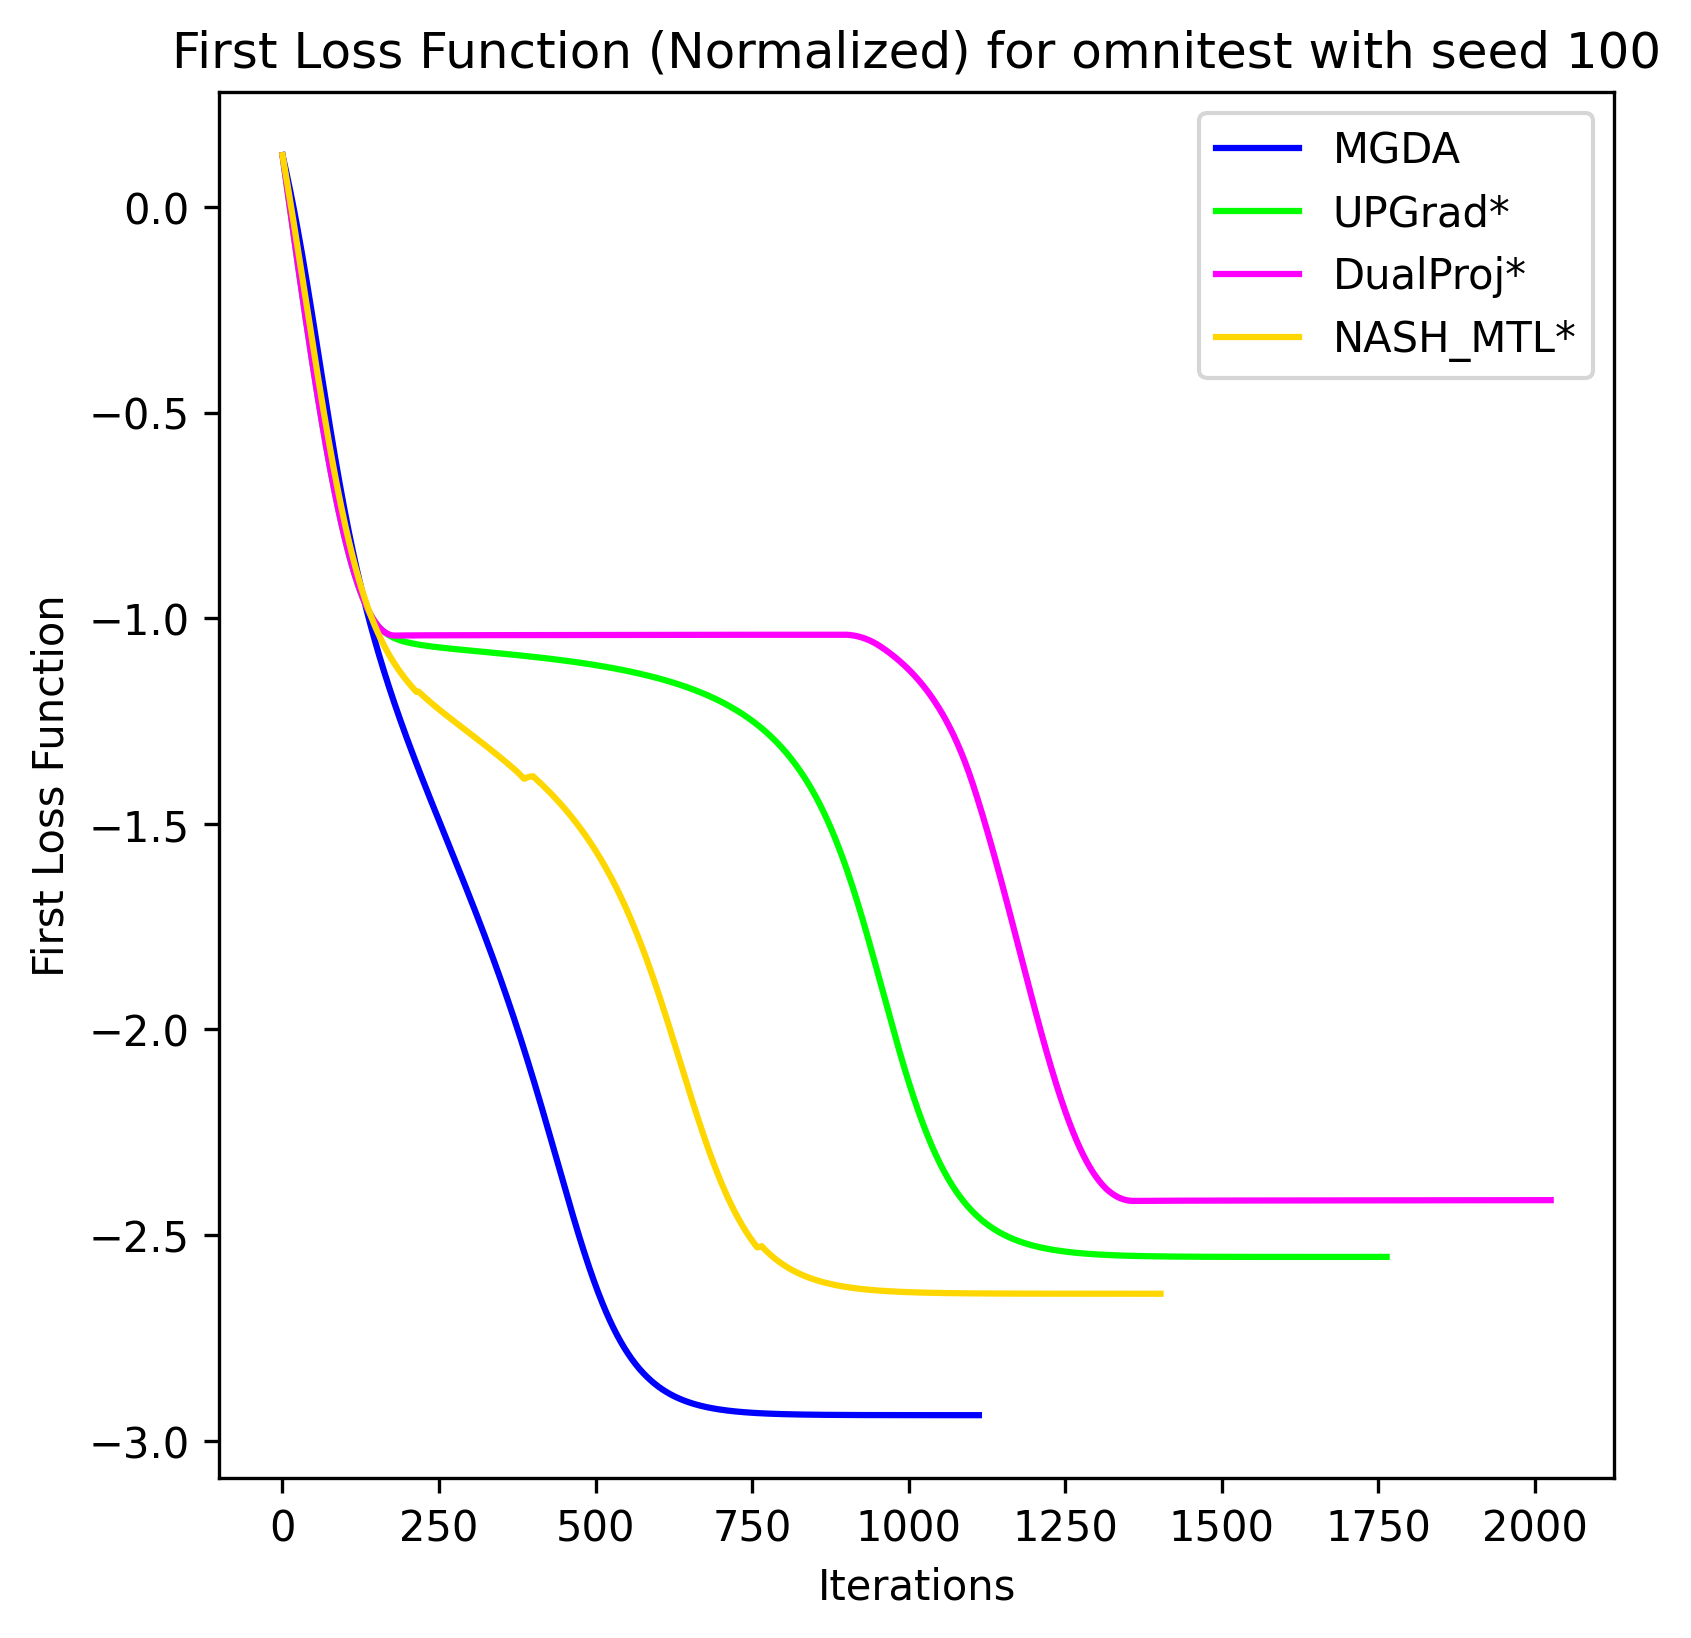 First Loss Function (Normalized) for omnitest with seed 100
MGDA
UPGrad*
DualProj*
NASH_MTL*
First Loss Function
0.0
−0.5
−1.0
−1.5
−2.0
−2.5
−3.0
0 250 500 750 1000 1250 1500 1750 2000
Iterations